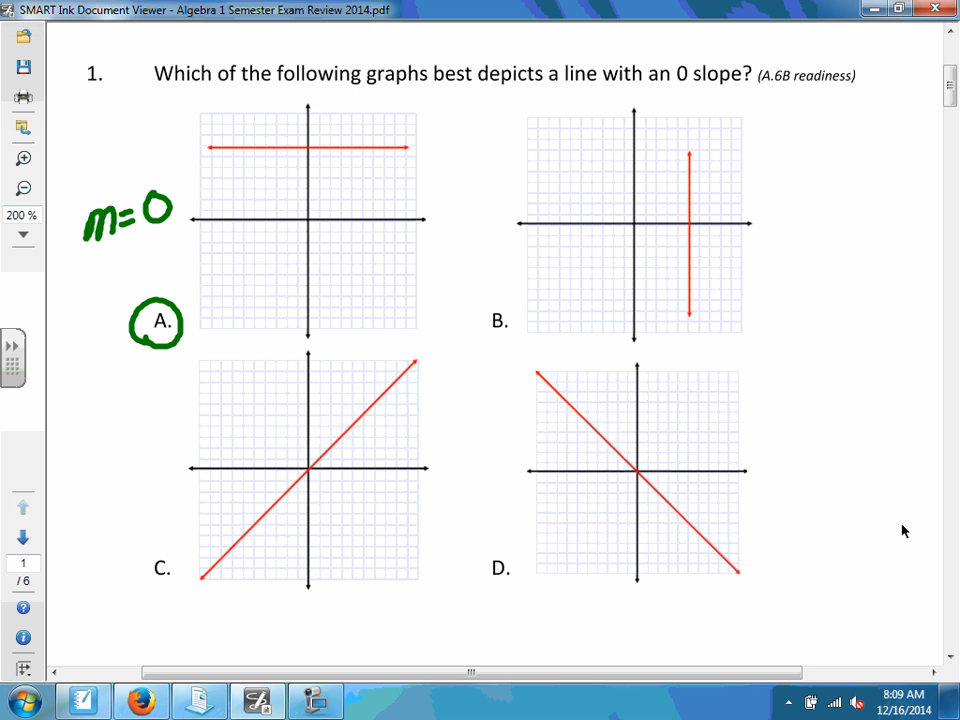 SMART Ink Document Viewer - Algebra 1 Semester Exam Review 2014.pdf
1. Which of the following graphs best depicts a line with an 0 slope? (A.6B readiness)
m=0
200 %
A.
B.
C.
D.
1
/ 6
8:09 AM
12/16/2014